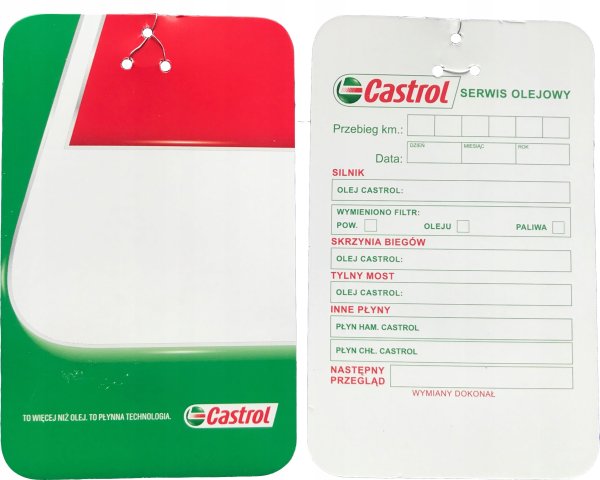 TO WIĘCEJ NIŻ OLEJ. TO PŁYNNA TECHNOLOGIA.
Castrol
Castrol SERWIS OLEJOWY
Przebieg km.:
DZIEŃ MIESIĄC ROK
Data:
SILNIK
OLEJ CASTROL:
WYMIENIONO FILTR:
POW. OLEJU PALIWA
SKRZYNIA BIEGÓW
OLEJ CASTROL:
TYLNY MOST
OLEJ CASTROL:
INNE PŁYNY
PŁYN HAM. CASTROL
PŁYN CHŁ. CASTROL
NASTĘPNY
PRZEGLĄD
WYMIANY DOKONAŁ